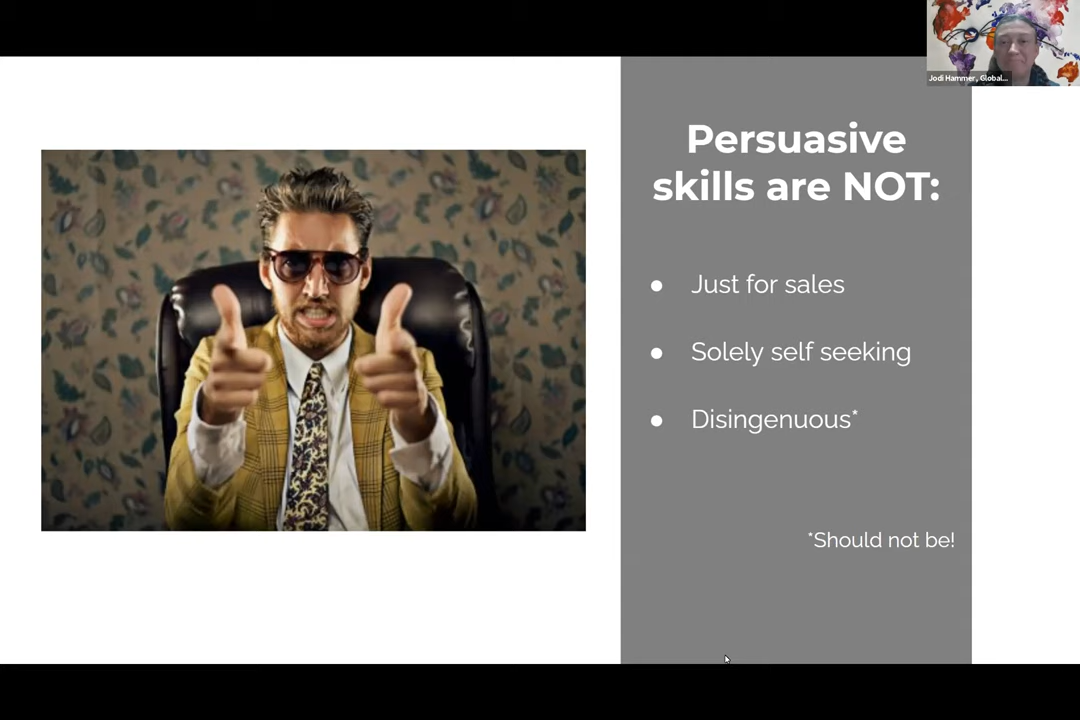 Jodi Hammer, Global...
Persuasive
skills are NOT:
● Just for sales
● Solely self seeking
● Disingenuous*
*Should not be!